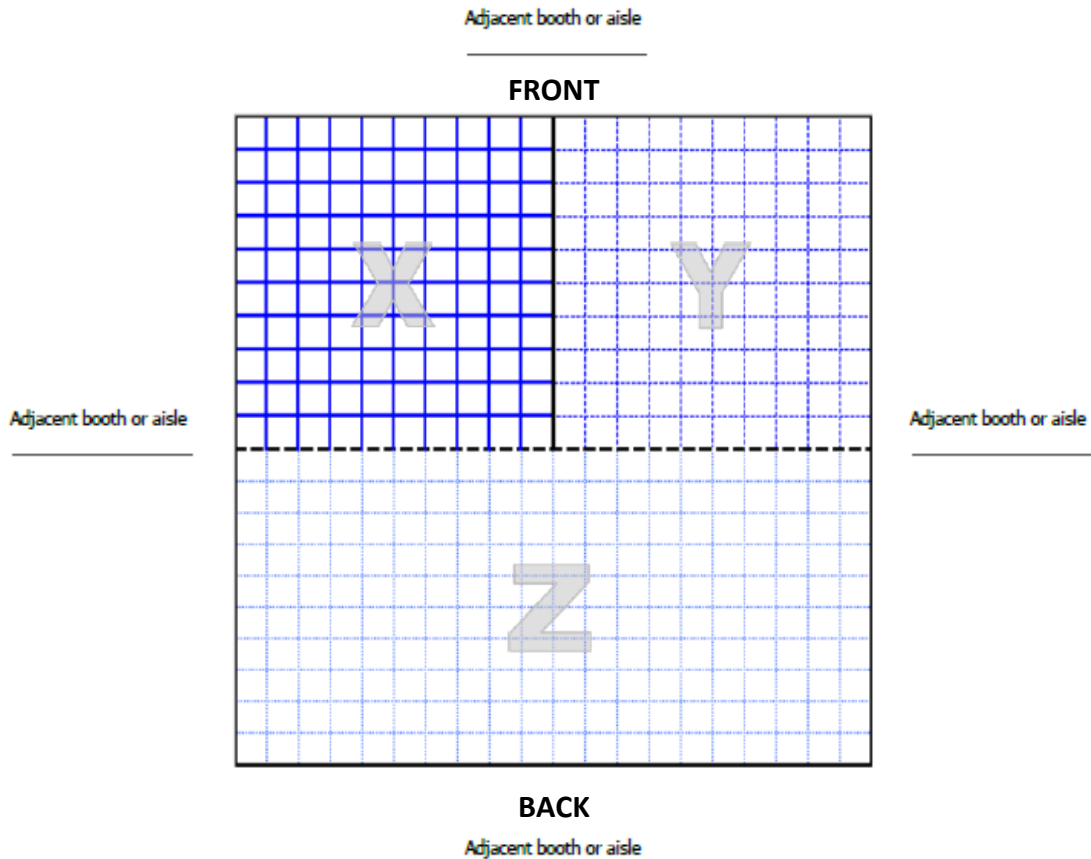 Adjacent booth or aisle
FRONT
X
Y
Adjacent booth or aisle
Adjacent booth or aisle
Z
BACK
Adjacent booth or aisle